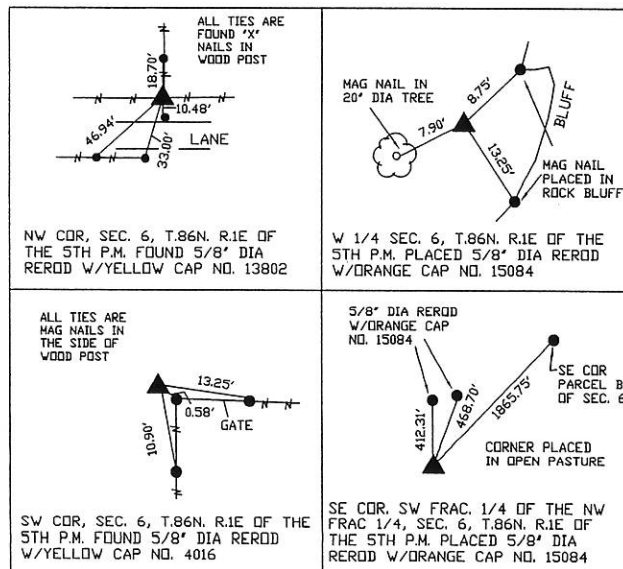 ALL TIES ARE
FOUND "X"
NAILS IN
WOOD POST
18.70'
10.48'
46.94'
33.00'
LANE
NW COR, SEC. 6, T.86N. R.1E OF
THE 5TH P.M. FOUND 5/8" DIA
REROD W/YELLOW CAP NO. 13802
MAG NAIL IN
20" DIA TREE
8.75'
7.90'
13.25'
BLUFF
MAG NAIL
PLACED IN
ROCK BLUFF
W 1/4 SEC. 6, T.86N. R.1E OF THE
5TH P.M. PLACED 5/8" DIA REROD
W/ORANGE CAP NO. 15084
ALL TIES ARE
MAG NAILS IN
THE SIDE OF
WOOD POST
13.25'
0.58'
GATE
10.90'
SW COR, SEC. 6, T.86N. R.1E OF THE
5TH P.M. FOUND 5/8" DIA REROD
W/YELLOW CAP NO. 4016
5/8" DIA REROD
W/ORANGE CAP
NO. 15084
412.31'
468.70'
1865.75'
SE COR
PARCEL B
OF SEC. 6
CORNER PLACED
IN OPEN PASTURE
SE COR. SW FRAC. 1/4 OF THE NW
FRAC 1/4, SEC. 6, T.86N. R.1E OF
THE 5TH P.M. PLACED 5/8" DIA
REROD W/ORANGE CAP NO. 15084